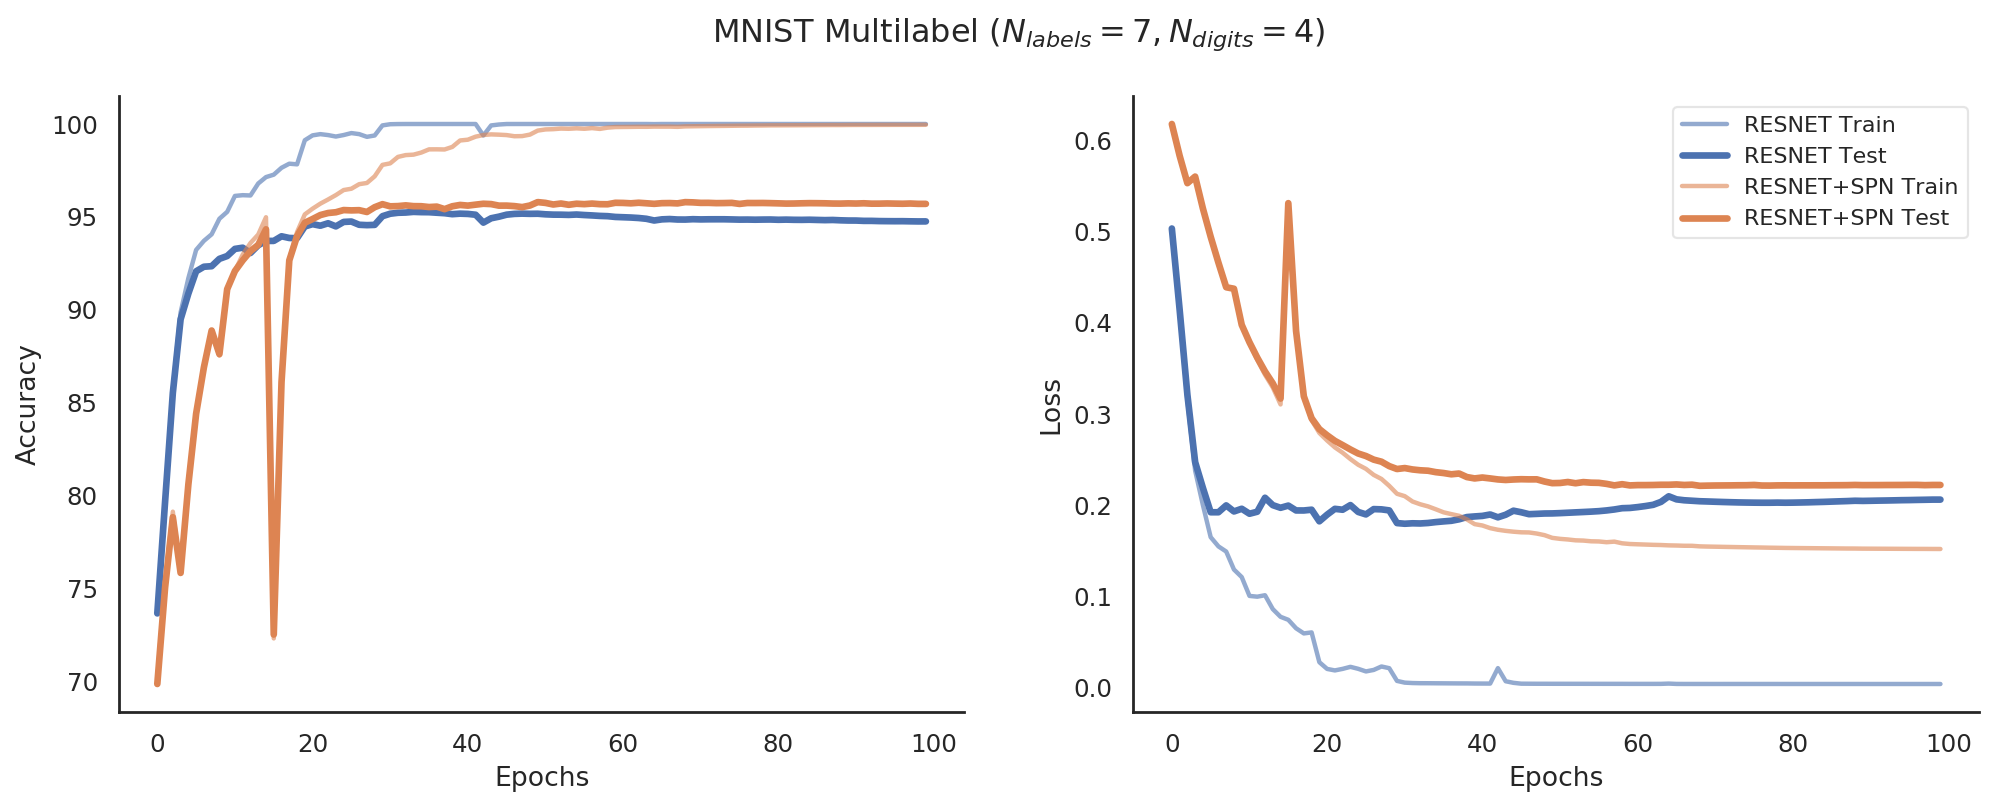 MNIST Multilabel (N_labels = 7, N_digits = 4)
Accuracy
100
95
90
85
80
75
70
0 20 40 60 80 100
Epochs
Loss
0.6
0.5
0.4
0.3
0.2
0.1
0.0
0 20 40 60 80 100
Epochs
RESNET Train
RESNET Test
RESNET+SPN Train
RESNET+SPN Test